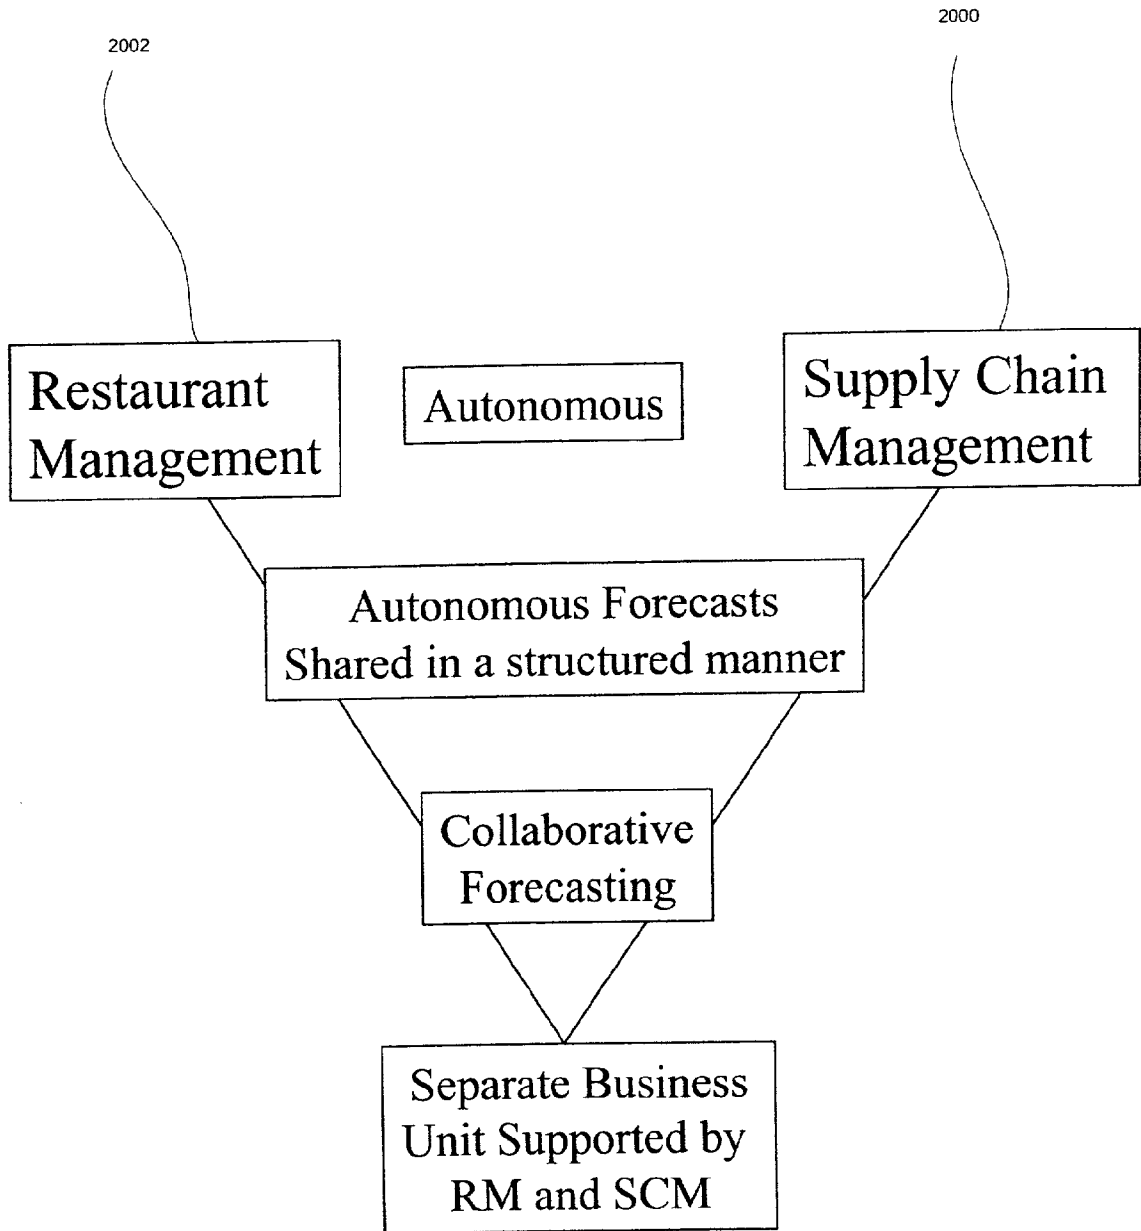 2002
2000
Restaurant
Management
Autonomous
Supply Chain
Management
Autonomous Forecasts
Shared in a structured manner
Collaborative
Forecasting
Separate Business
Unit Supported by
RM and SCM